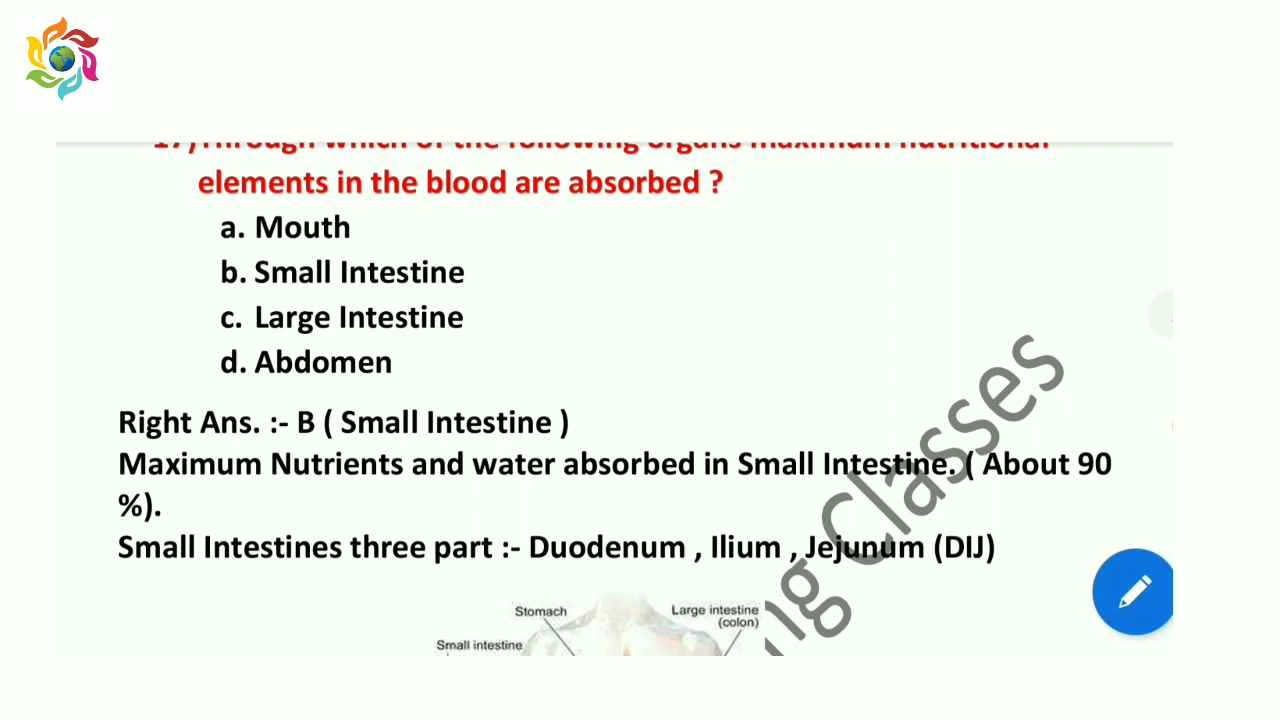 17) Through which of the following organs maximum nutritional
elements in the blood are absorbed ?
a. Mouth
b. Small Intestine
c. Large Intestine
d. Abdomen
Right Ans. :- B ( Small Intestine )
Maximum Nutrients and water absorbed in Small Intestine. ( About 90
%).
Small Intestines three part :- Duodenum , Ilium , Jejunum (DIJ)
Stomach
Large intestine
(colon)
Small intestine
ng Classes